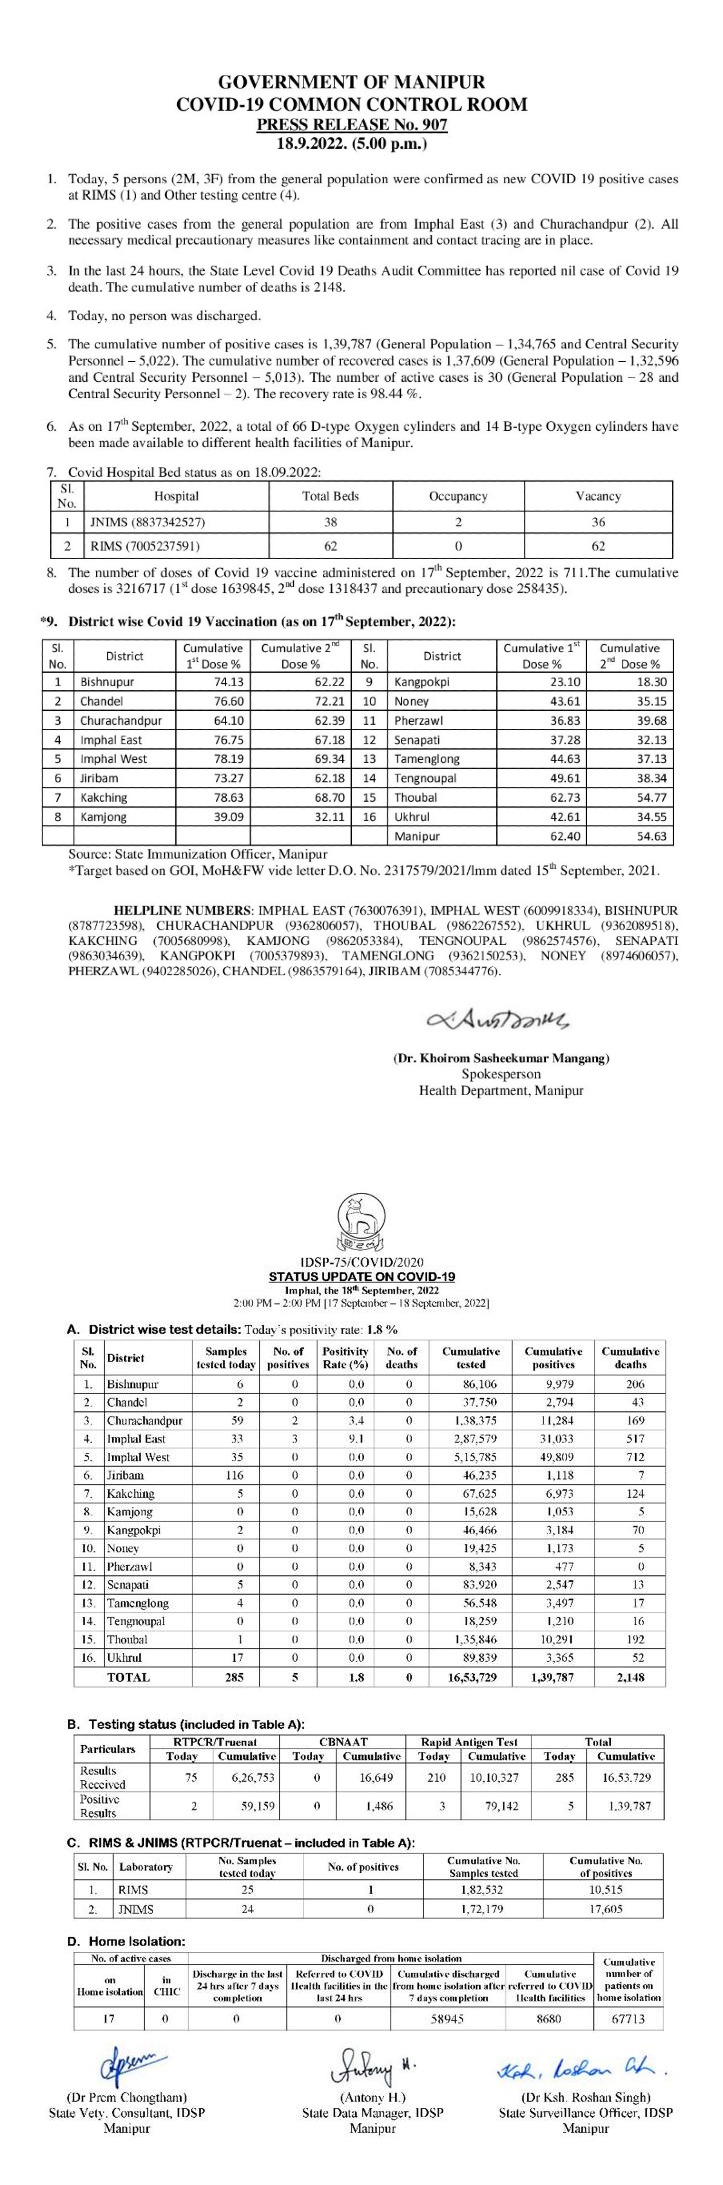 GOVERNMENT OF MANIPUR
COVID-19 COMMON CONTROL ROOM
PRESS RELEASE No. 907
18.9.2022. (5.00 p.m.)
1. Today, 5 persons (2M, 3F) from the general population were confirmed as new COVID 19 positive cases
at RIMS (1) and Other testing centre (4).
2. The positive cases from the general population are from Imphal East (3) and Churachandpur (2). All
necessary medical precautionary measures like containment and contact tracing are in place.
3. In the last 24 hours, the State Level Covid 19 Deaths Audit Committee has reported nil case of Covid 19
death. The cumulative number of deaths is 2148.
4. Today, no person was discharged.
5. The cumulative number of positive cases is 1,39,787 (General Population – 1,34,765 and Central Security
Personnel – 5,022). The cumulative number of recovered cases is 1,37,609 (General Population – 1,32,596
and Central Security Personnel – 5,013). The number of active cases is 30 (General Population – 28 and
Central Security Personnel – 2). The recovery rate is 98.44 %.
6. As on 17th September, 2022, a total of 66 D-type Oxygen cylinders and 14 B-type Oxygen cylinders have
been made available to different health facilities of Manipur.
7. Covid Hospital Bed status as on 18.09.2022:
Sl. No. Hospital Total Beds Occupancy Vacancy
1 JNIMS (8837342527) 38 2 36
2 RIMS (7005237591) 62 0 62
8. The number of doses of Covid 19 vaccine administered on 17th September, 2022 is 711.The cumulative
doses is 3216717 (1st dose 1639845, 2nd dose 1318437 and precautionary dose 258435).
*9. District wise Covid 19 Vaccination (as on 17th September, 2022):
Sl. No. District Cumulative 1st Dose % Cumulative 2nd Dose % Sl. No. District Cumulative 1st Dose % Cumulative 2nd Dose %
1 Bishnupur 74.13 62.22 9 Kangpokpi 23.10 18.30
2 Chandel 76.60 72.21 10 Noney 43.61 35.15
3 Churachandpur 64.10 62.39 11 Pherzawl 36.83 39.68
4 Imphal East 76.75 67.18 12 Senapati 37.28 32.13
5 Imphal West 78.19 69.34 13 Tamenglong 44.63 37.13
6 Jiribam 73.27 62.18 14 Tengnoupal 49.61 38.34
7 Kakching 78.63 68.70 15 Thoubal 62.73 54.77
8 Kamjong 39.09 32.11 16 Ukhrul 42.61 34.55
Manipur 62.40 54.63
Source: State Immunization Officer, Manipur
*Target based on GOI, MoH&FW vide letter D.O. No. 2317579/2021/Imm dated 15th September, 2021.
HELPLINE NUMBERS: IMPHAL EAST (7630076391), IMPHAL WEST (6009918334), BISHNUPUR
(8787723598), CHURACHANDPUR (9362806057), THOUBAL (9862267552), UKHRUL (9362089518),
KAKCHING (7005680998), KAMJONG (9862053384), TENGNOUPAL (9862574576), SENAPATI
(9863034639), KANGPOKPI (7005379893), TAMENGLONG (9362150253), NONEY (8974606057),
PHERZAWL (9402285026), CHANDEL (9863579164), JIRIBAM (7085344776).
(Dr. Khoirom Sasheekumar Mangang)
Spokesperson
Health Department, Manipur
IDSP-75/COVID/2020
STATUS UPDATE ON COVID-19
Imphal, the 18th September, 2022
2:00 PM – 2:00 PM [17 September – 18 September, 2022]
A. District wise test details: Today's positivity rate: 1.8 %
Sl. No. District Samples tested today No. of positives Positivity Rate (%) No. of deaths Cumulative tested Cumulative positives Cumulative deaths
1. Bishnupur 6 0 0.0 0 86,106 9,979 206
2. Chandel 2 0 0.0 0 37,750 2,794 43
3. Churachandpur 59 2 3.4 0 1,38,375 11,284 169
4. Imphal East 33 3 9.1 0 2,87,579 31,033 517
5. Imphal West 35 0 0.0 0 5,15,785 49,809 712
6. Jiribam 116 0 0.0 0 46,235 1,118 7
7. Kakching 5 0 0.0 0 67,625 6,973 124
8. Kamjong 0 0 0.0 0 15,628 1,053 5
9. Kangpokpi 2 0 0.0 0 46,466 3,184 70
10. Noney 0 0 0.0 0 19,425 1,173 5
11. Pherzawl 0 0 0.0 0 8,343 477 0
12. Senapati 5 0 0.0 0 83,920 2,547 13
13. Tamenglong 4 0 0.0 0 56,548 3,497 17
14. Tengnoupal 0 0 0.0 0 18,259 1,210 16
15. Thoubal 1 0 0.0 0 1,35,846 10,291 192
16. Ukhrul 17 0 0.0 0 89,839 3,365 52
TOTAL 285 5 1.8 0 16,53,729 1,39,787 2,148
B. Testing status (included in Table A):
Particulars RTPCR/Truenat CBNAAT Rapid Antigen Test Total
Today Cumulative Today Cumulative Today Cumulative Today Cumulative
Results Received 75 6,26,753 0 16,649 210 10,10,327 285 16,53,729
Positive Results 2 59,159 0 1,486 3 79,142 5 1,39,787
C. RIMS & JNIMS (RTPCR/Truenat – included in Table A):
Sl. No. Laboratory No. Samples tested today No. of positives Cumulative No. Samples tested Cumulative No. of positives
1. RIMS 25 1 1,82,532 10,515
2. JNIMS 24 0 1,72,179 17,605
D. Home Isolation:
No. of active cases Discharged from home isolation Cumulative number of patients on home isolation
on Home isolation in CHIC Discharge in the last 24 hrs after 7 days completion Referred to COVID Health facilities in the last 24 hrs Cumulative discharged from home isolation after 7 days completion Cumulative referred to COVID Health facilities
17 0 0 0 58945 8680 67713
Antony H.
Ksh. Roshan
(Dr Prem Chongtham) (Antony H.) (Dr Ksh. Roshan Singh)
State Vety. Consultant, IDSP State Data Manager, IDSP State Surveillance Officer, IDSP
Manipur Manipur Manipur